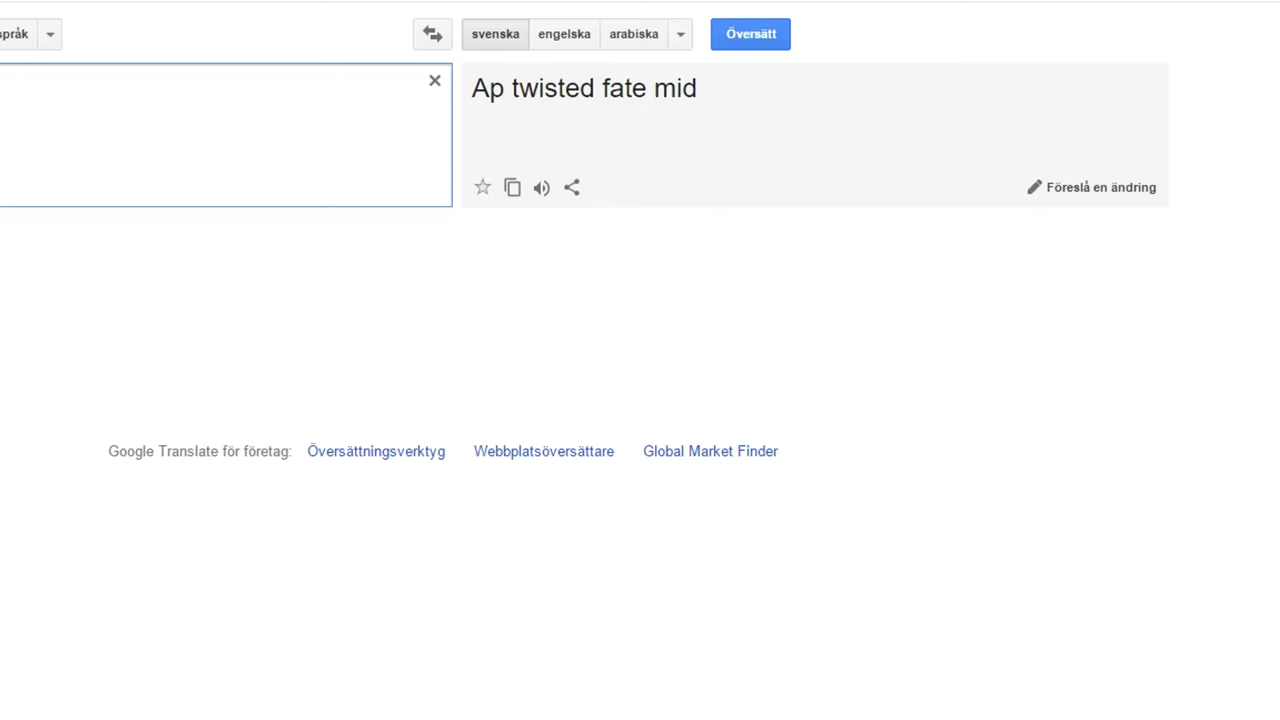 språk
svenska engelska arabiska Översätt
Ap twisted fate mid
Föreslå en ändring
Google Translate för företag: Översättningsverktyg Webbplatsöversättare Global Market Finder